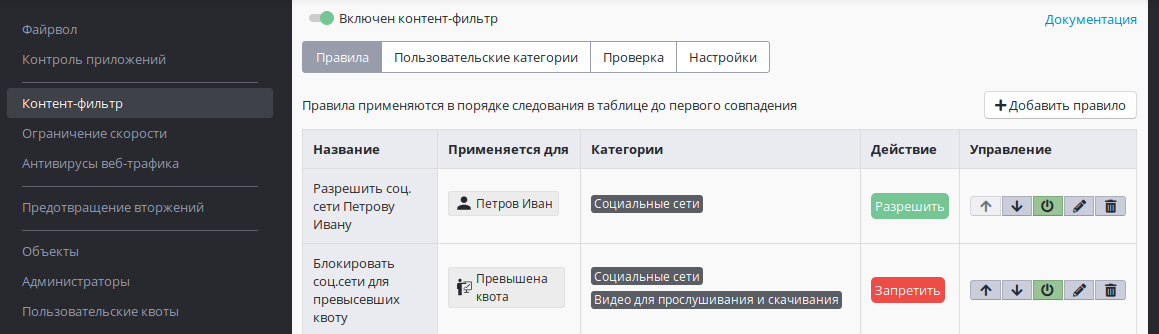 Файрвол
Контроль приложений
Контент-фильтр
Ограничение скорости
Антивирусы веб-трафика
Предотвращение вторжений
Объекты
Администраторы
Пользовательские квоты
Включен контент-фильтр
Документация
Правила
Пользовательские категории
Проверка
Настройки
Правила применяются в порядке следования в таблице до первого совпадения
Добавить правило
Название
Применяется для
Категории
Действие
Управление
Разрешить соц.
сети Петрову
Ивану
Петров Иван
Социальные сети
Разрешить
Блокировать
соц.сети для
превысевших
квоту
Превышена
квота
Социальные сети
Видео для прослушивания и скачивания
Запретить